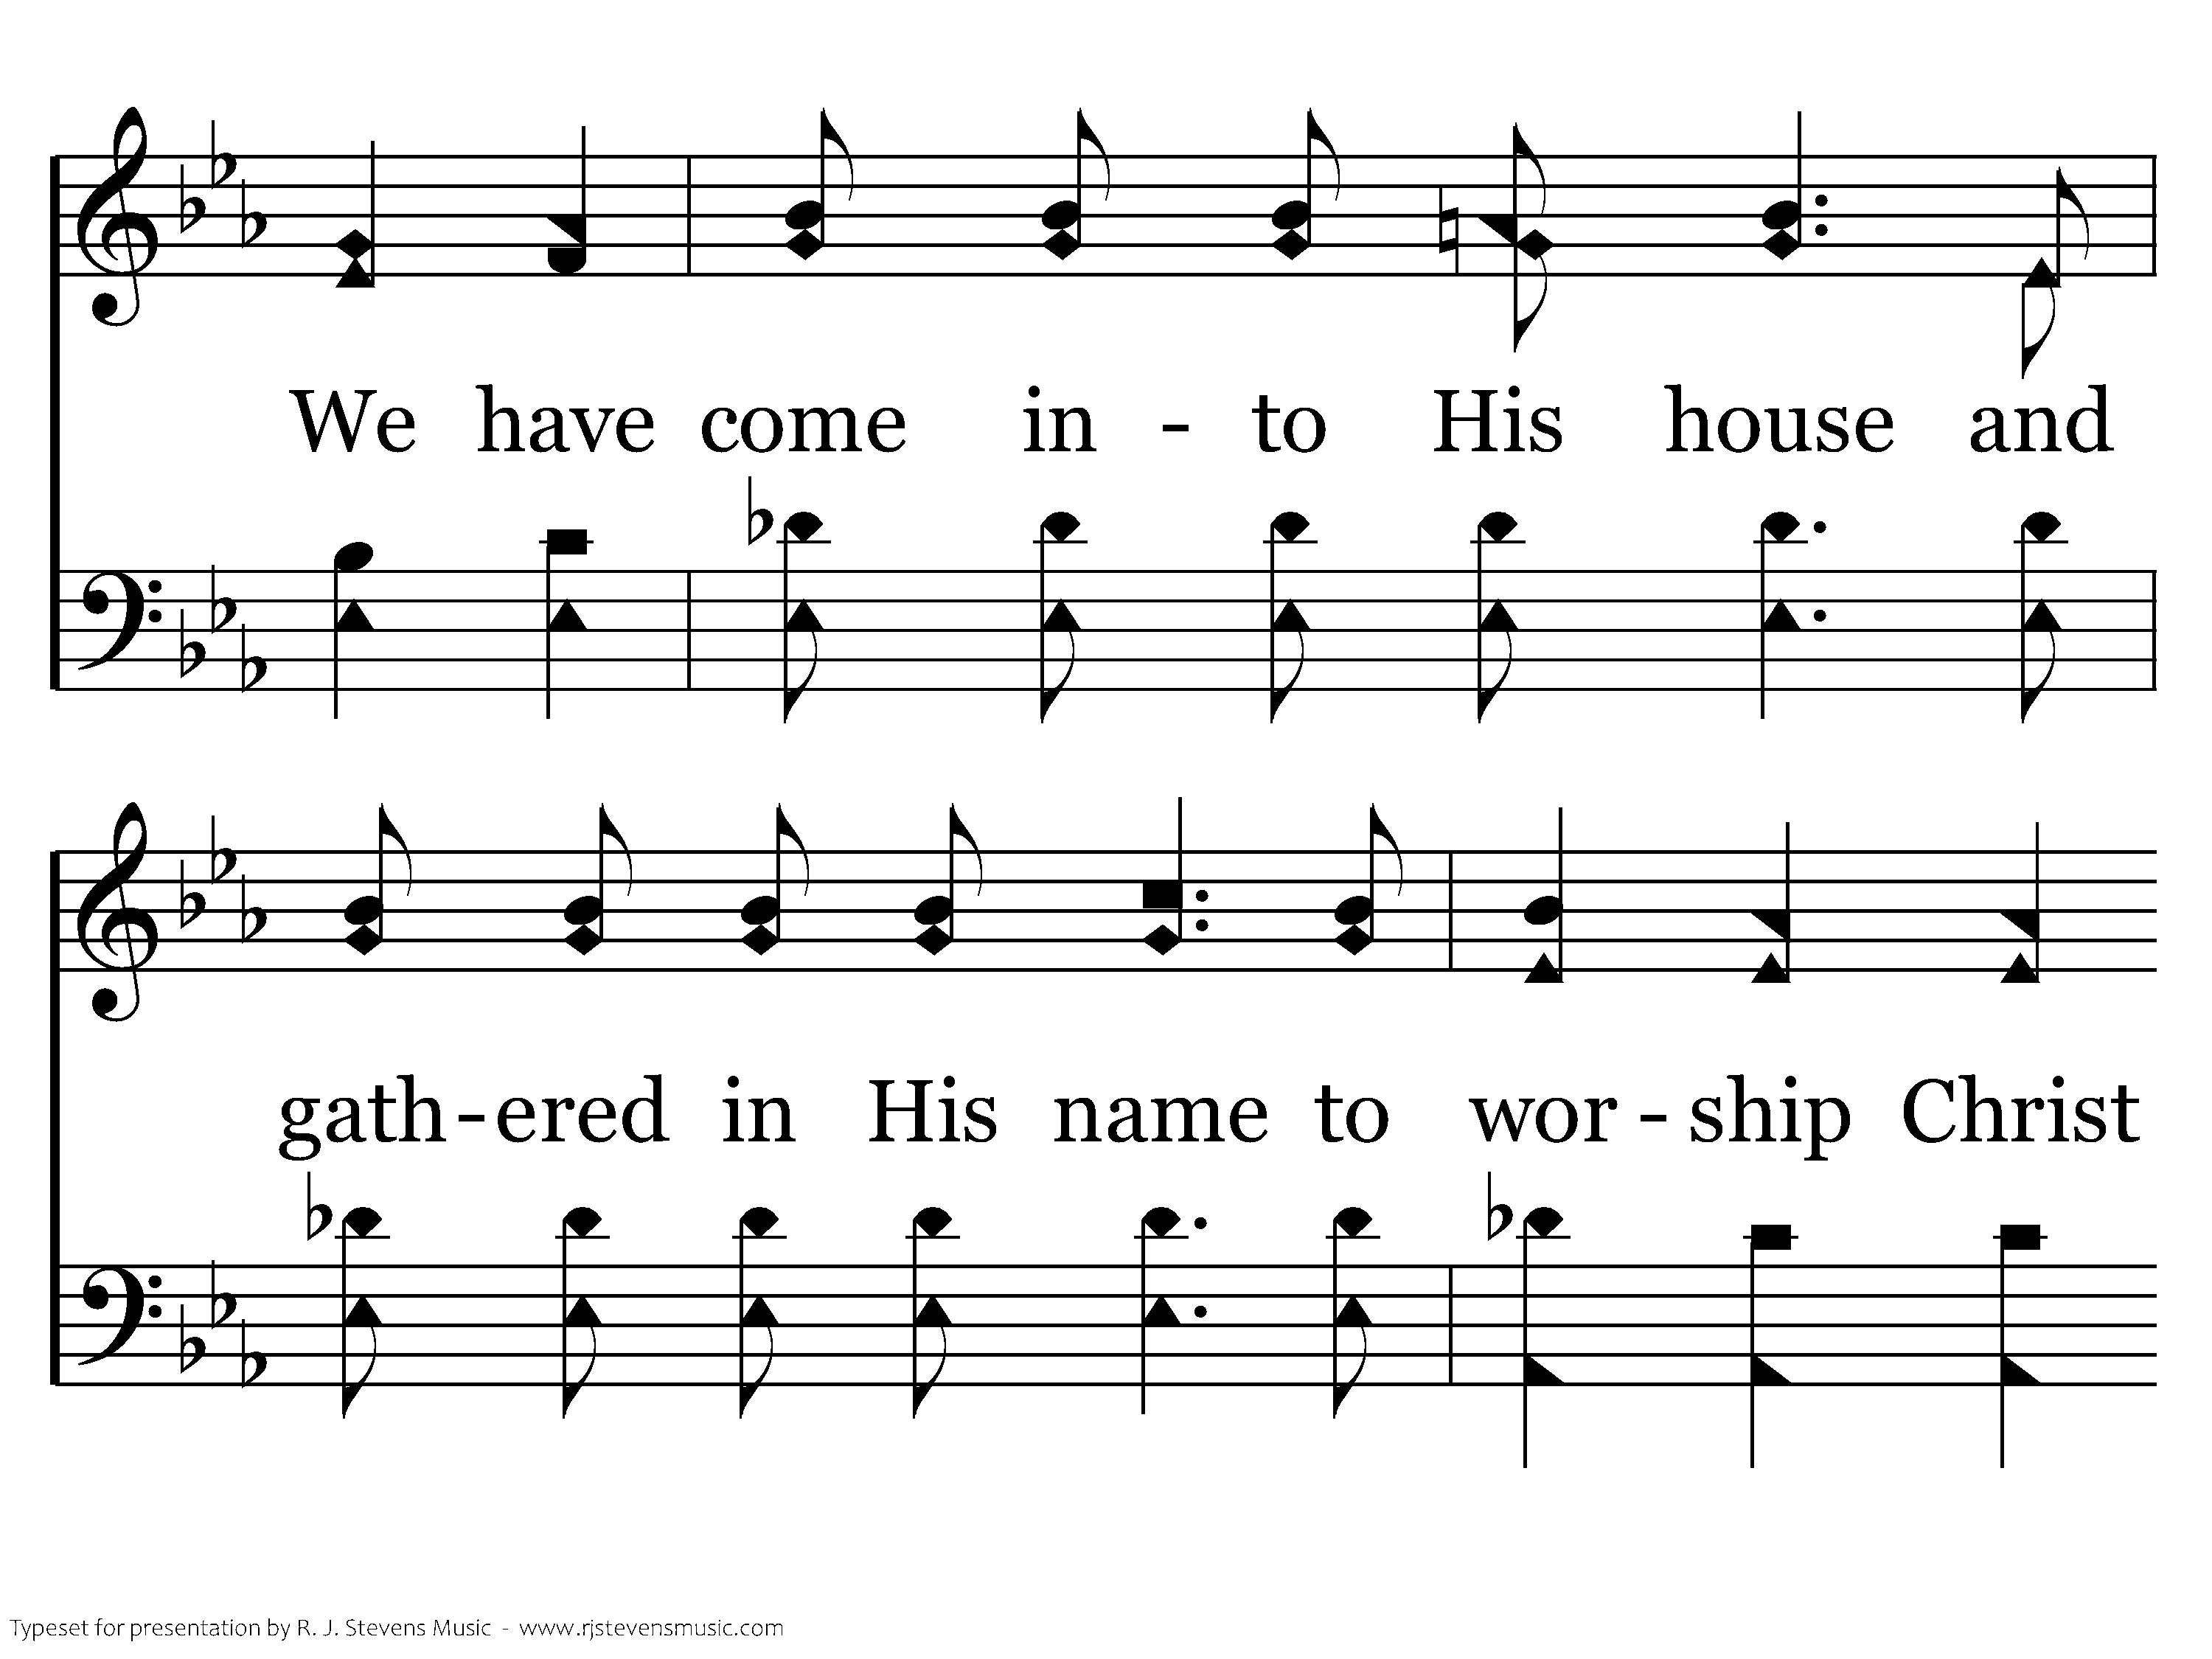 We have come in - to His house and
gath - ered in His name to wor - ship Christ
Typeset for presentation by R. J. Stevens Music - www.rjstevensmusic.com